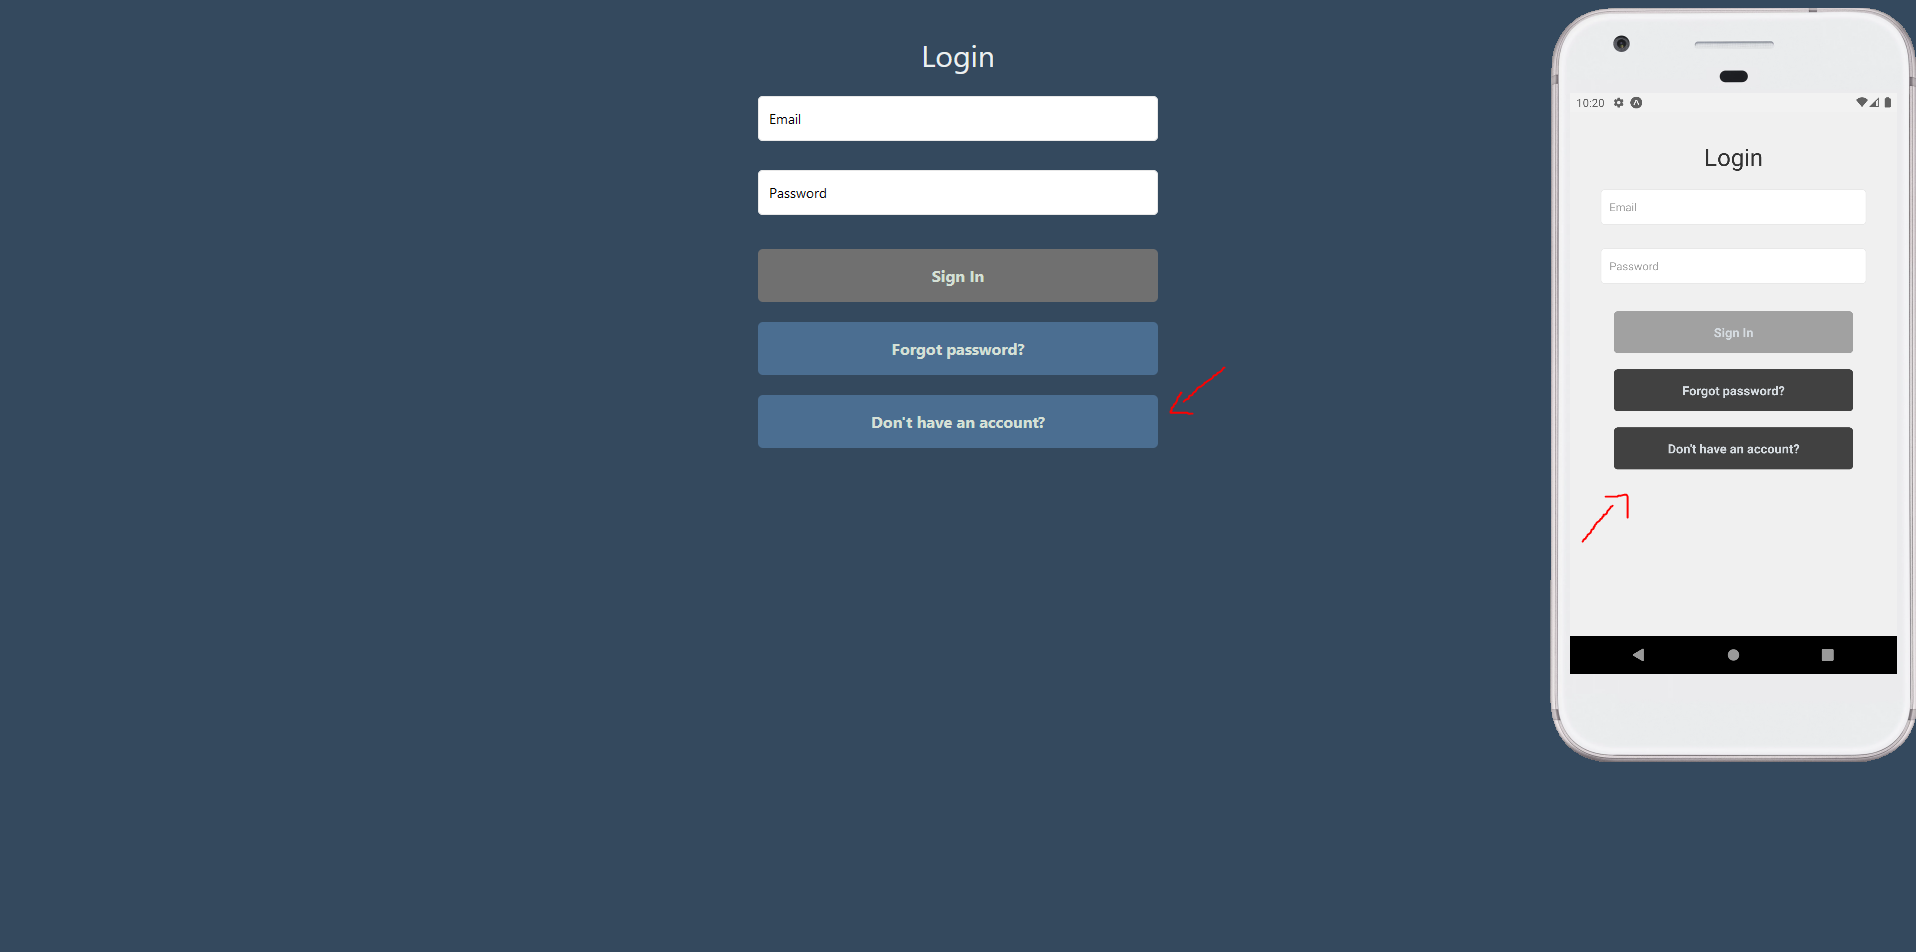 Login
Email
Password
Sign In
Forgot password?
Don't have an account?
10:20
Login
Email
Password
Sign In
Forgot password?
Don't have an account?